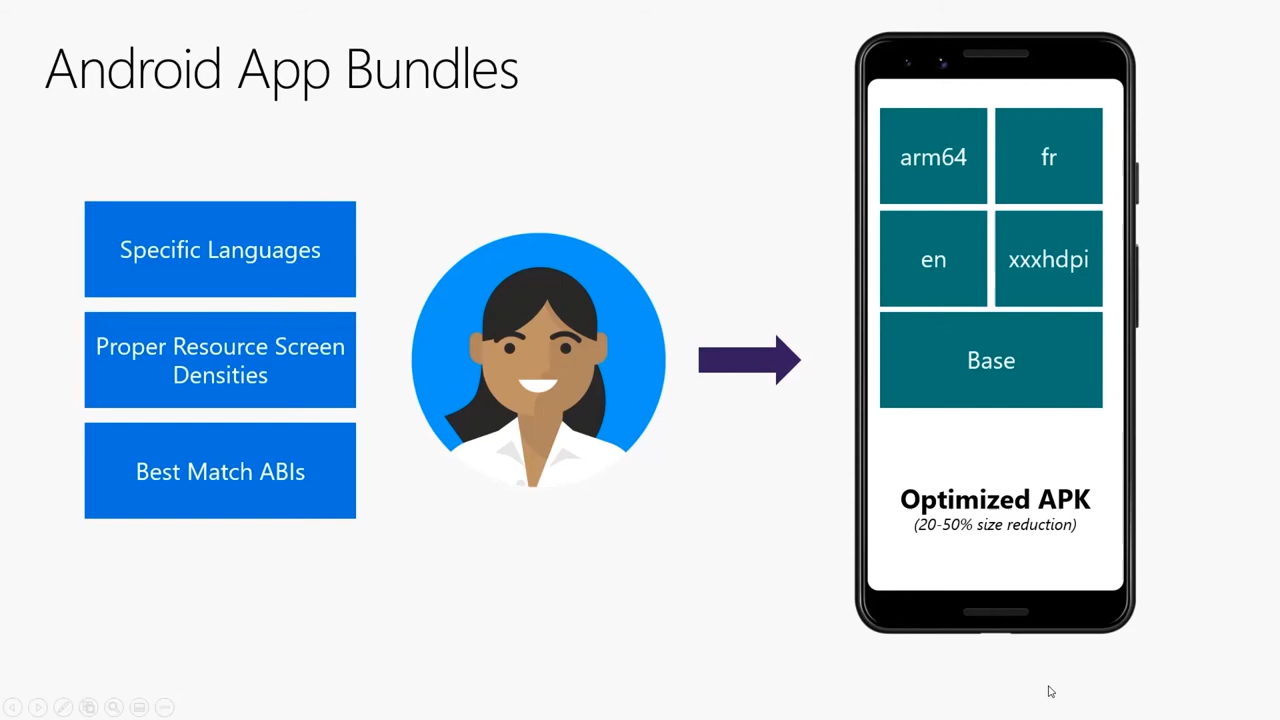 Android App Bundles
Specific Languages
Proper Resource Screen
Densities
Best Match ABIs
arm64
fr
en
xxxhdpi
Base
Optimized APK
(20-50% size reduction)